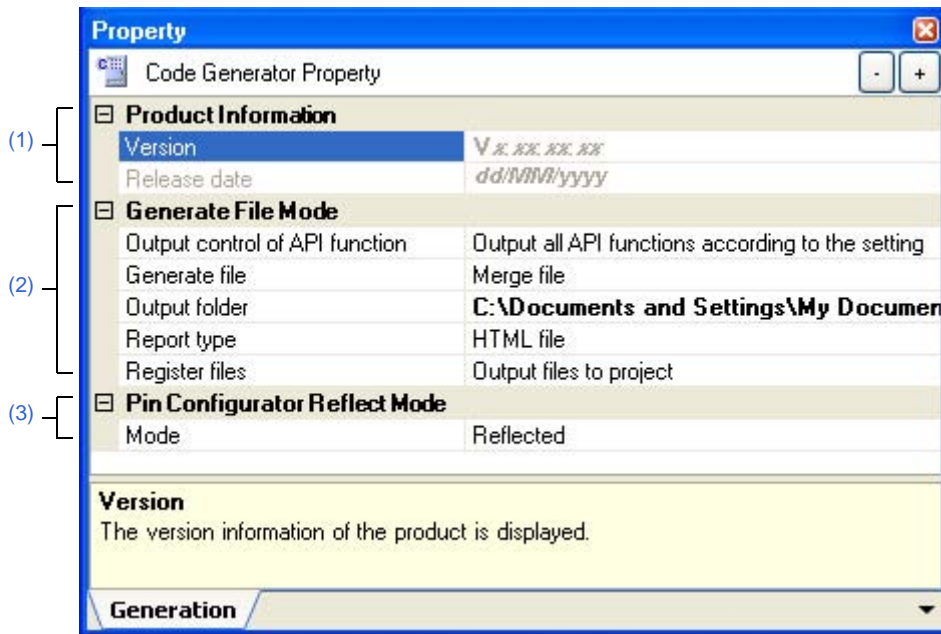 Property
Code Generator Property - +
(1)
Product Information
Version V x.xx.xx.xx
Release date dd/MM/yyyy
(2)
Generate File Mode
Output control of API function Output all API functions according to the setting
Generate file Merge file
Output folder C:\Documents and Settings\My Documen
Report type HTML file
Register files Output files to project
(3)
Pin Configurator Reflect Mode
Mode Reflected
Version
The version information of the product is displayed.
Generation